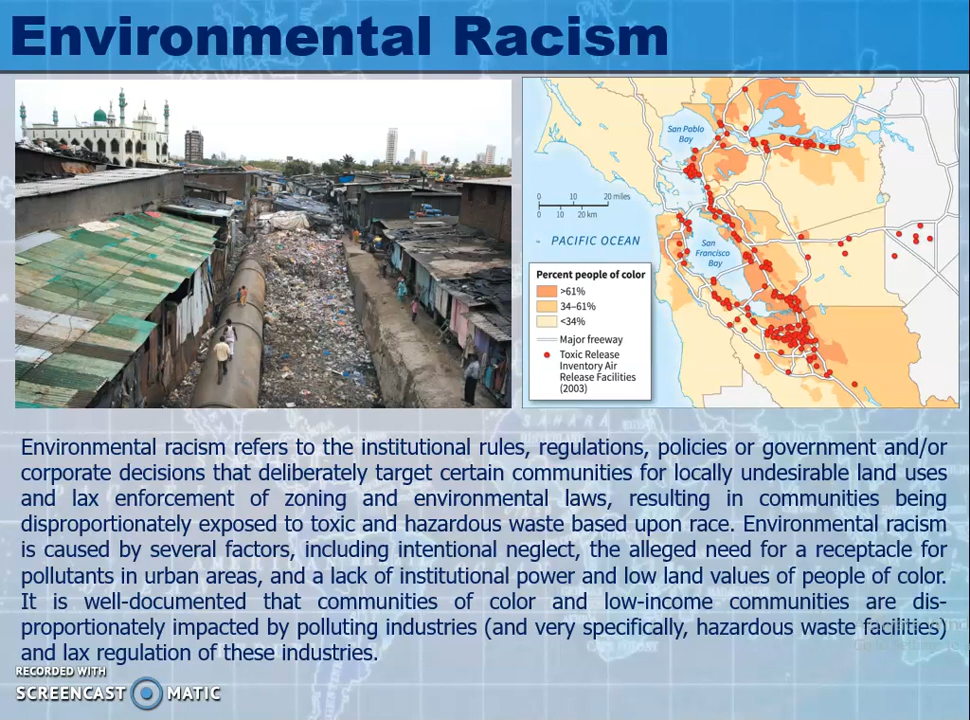 Environmental Racism
San Pablo
Bay
0 10 20 miles
0 10 20 km
PACIFIC OCEAN
San
Francisco
Bay
Percent people of color
>61%
34–61%
<34%
Major freeway
Toxic Release
Inventory Air
Release Facilities
(2003)
Environmental racism refers to the institutional rules, regulations, policies or government and/or
corporate decisions that deliberately target certain communities for locally undesirable land uses
and lax enforcement of zoning and environmental laws, resulting in communities being
disproportionately exposed to toxic and hazardous waste based upon race. Environmental racism
is caused by several factors, including intentional neglect, the alleged need for a receptacle for
pollutants in urban areas, and a lack of institutional power and low land values of people of color.
It is well-documented that communities of color and low-income communities are dis-
proportionately impacted by polluting industries (and very specifically, hazardous waste facilities)
and lax regulation of these industries.
RECORDED WITH
SCREENCAST MATIC